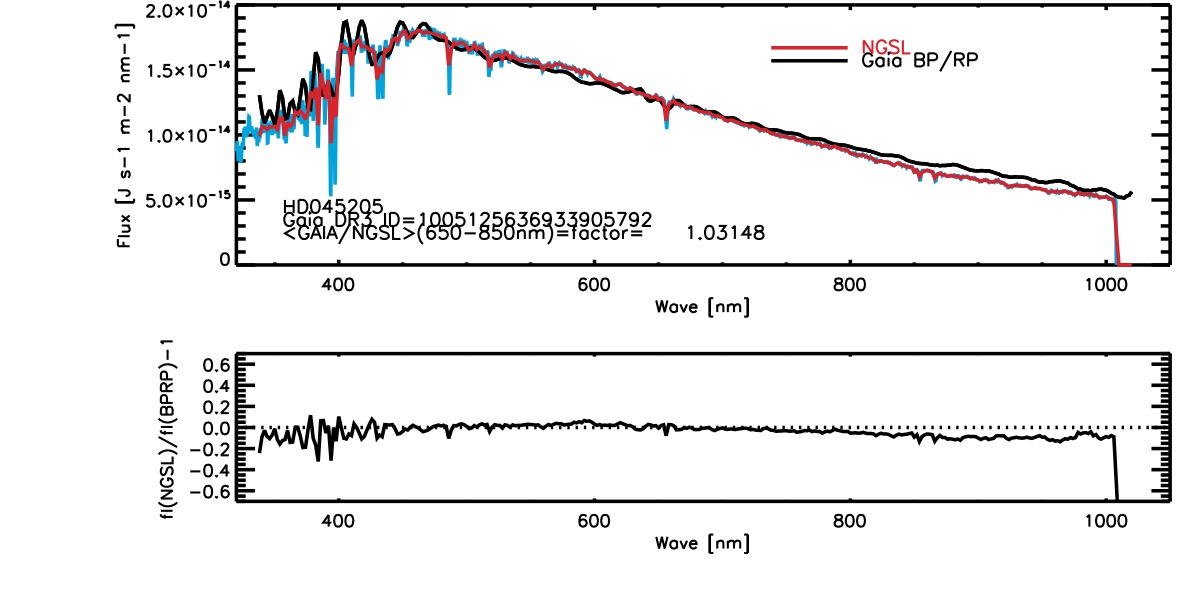 2.0×10−14
1.5×10−14
1.0×10−14
5.0×10−15
0
Flux [J s−1 m−2 nm−1]
NGSL
Gaia BP/RP
HD045205
Gaia DR3 ID=1005125636933905792
<GAIA/NGSL>(650−850nm)=factor= 1.03148
400 600 800 1000
Wave [nm]
fl(NGSL)/fl(BPRP)−1
0.6
0.4
0.2
0.0
−0.2
−0.4
−0.6
400 600 800 1000
Wave [nm]